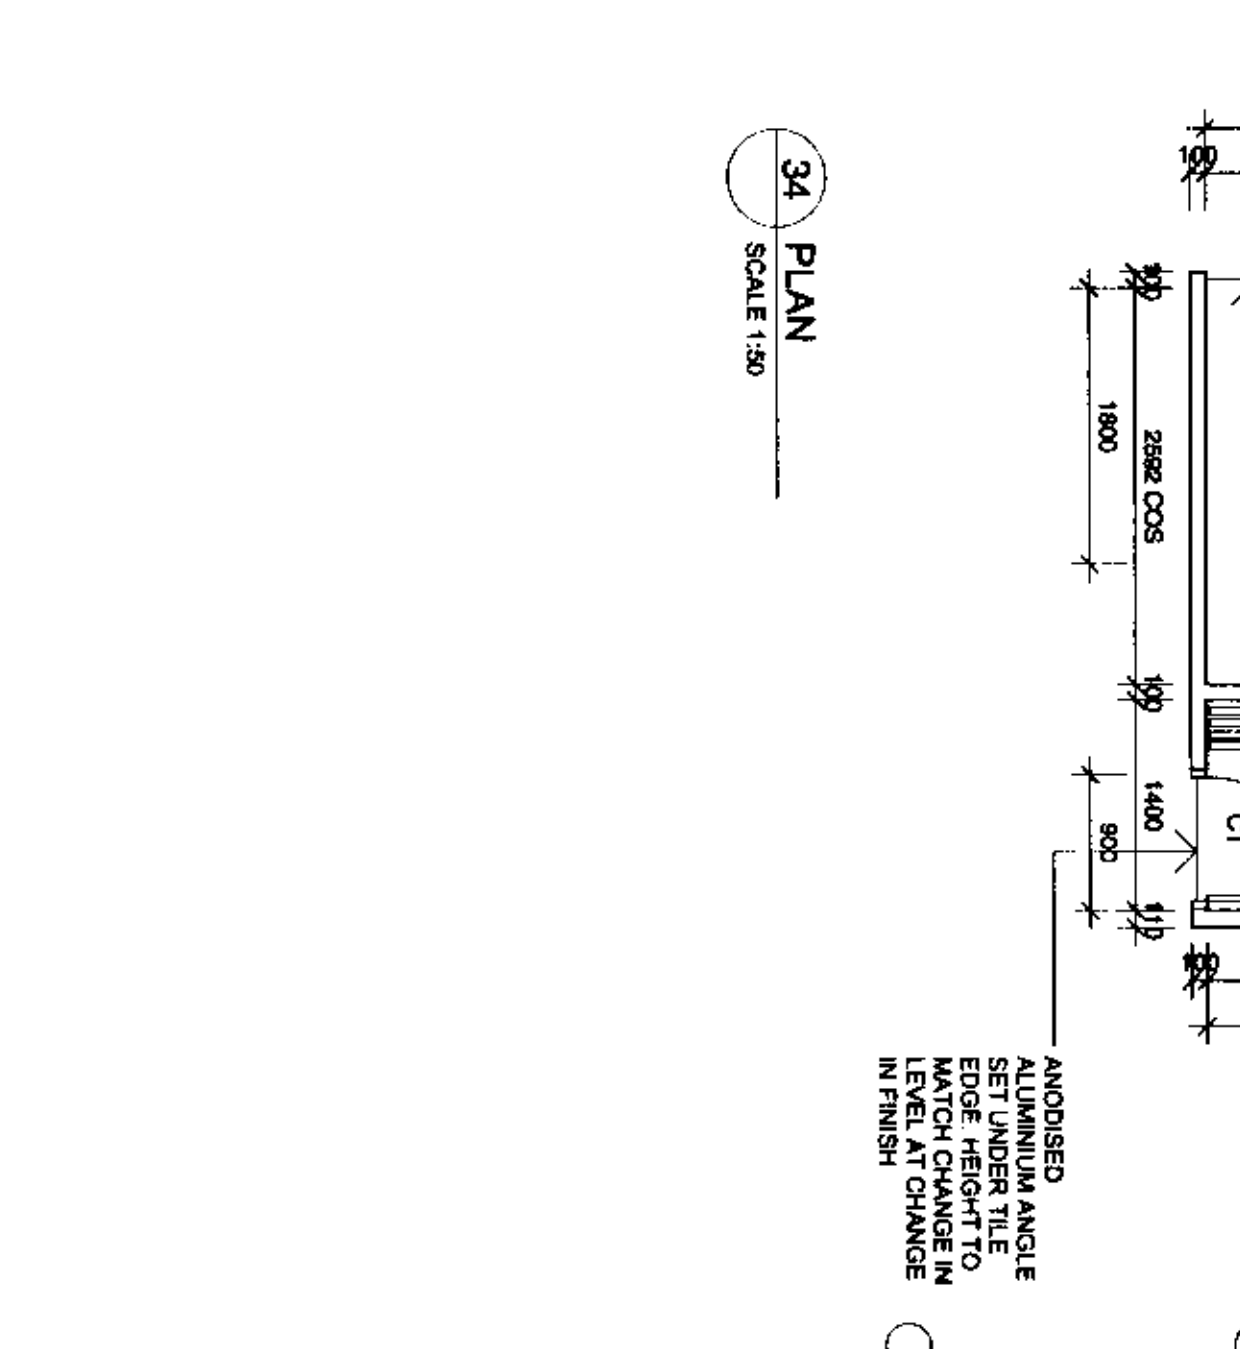 34
PLAN
SCALE 1:50
100
100
1800
2592 COS
100
1400
900
110
ANODISED
ALUMINIUM ANGLE
SET UNDER TILE
EDGE. HEIGHT TO
MATCH CHANGE IN
LEVEL AT CHANGE
IN FINISH